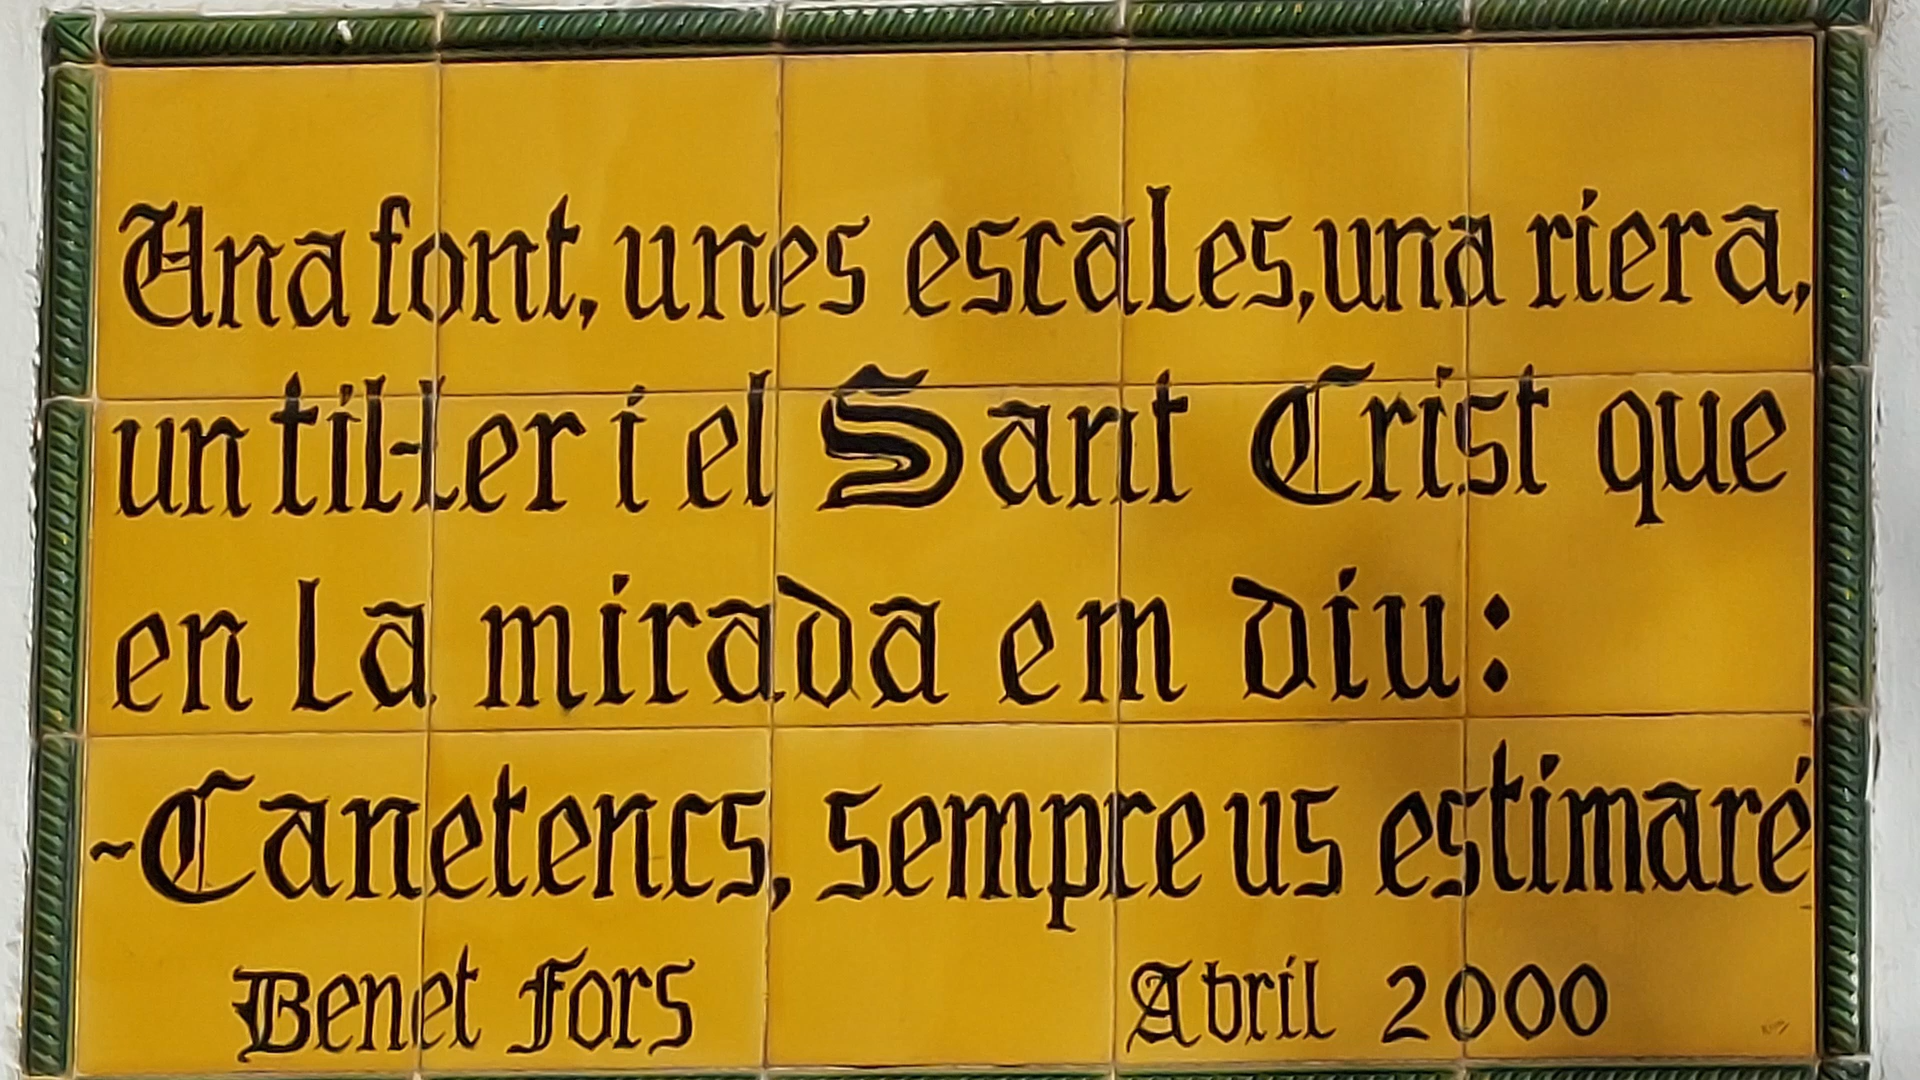 Una font, unes escales, una riera,
un til·ler i el Sant Crist que
en la mirada em diu:
-Canetencs, sempre us estimaré
Benet Fors Abril 2000